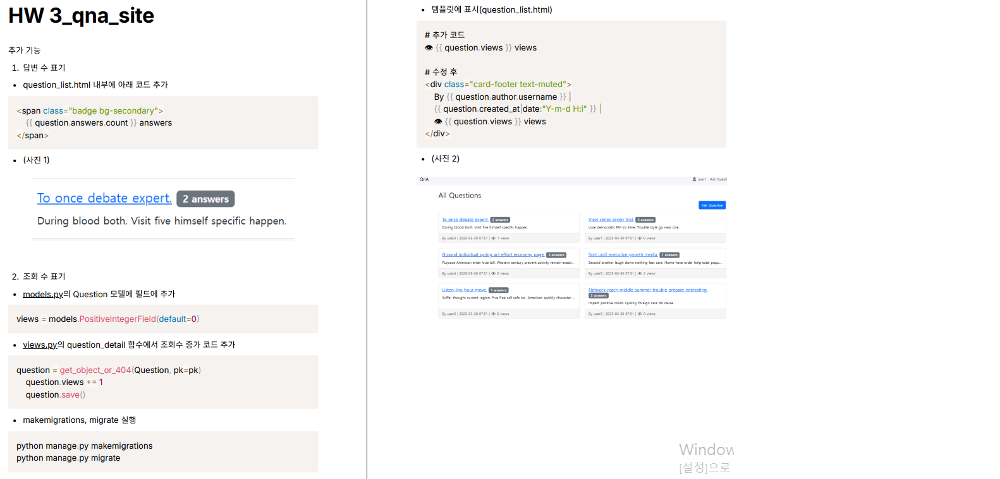 HW 3_qna_site
추가 기능
1. 답변 수 표기
• question_list.html 내부에 아래 코드 추가
<span class="badge bg-secondary">
{{ question.answers.count }} answers
</span>
• (사진 1)
To once debate expert. 2 answers
During blood both. Visit five himself specific happen.
2. 조회 수 표기
• models.py의 Question 모델에 필드에 추가
views = models.PositiveIntegerField(default=0)
• views.py의 question_detail 함수에서 조회수 증가 코드 추가
question = get_object_or_404(Question, pk=pk)
question.views += 1
question.save()
• makemigrations, migrate 실행
python manage.py makemigrations
python manage.py migrate
• 템플릿에 표시(question_list.html)
# 추가 코드
👁 {{ question.views }} views
# 수정 후
<div class="card-footer text-muted">
By {{ question.author.username }} |
{{ question.created_at|date:"Y-m-d H:i" }} |
👁 {{ question.views }} views
</div>
• (사진 2)
QnA
user1 Ask Questi
All Questions
Ask Question
To once debate expert. 2 answers
During blood both. Visit five himself specific happen.
By user3 | 2025-03-30 07:51 | 👁 1 views
View series seven trial. 3 answers
Lose democratic PM six time. Trouble style go near one.
By user1 | 2025-03-30 07:51 | 👁 0 views
Ground individual spring act effort economy page. 3 answers
Purpose American enter true bill. Western century prevent activity remain exactl...
By user4 | 2025-03-30 07:51 | 👁 0 views
Sort until executive growth media. 1 answers
Second brother laugh down nothing fast care. Home have order help total popu...
By user5 | 2025-03-30 07:51 | 👁 2 views
Listen line hour move. 1 answers
Suffer thought current region. Five free call safe tax. American quickly character ...
By user5 | 2025-03-30 07:51 | 👁 0 views
Network reach middle summer trouble prepare interesting.
2 answers
Impact positive could. Quickly foreign care do cause.
By user3 | 2025-03-30 07:51 | 👁 0 views
Window
[설정]으로